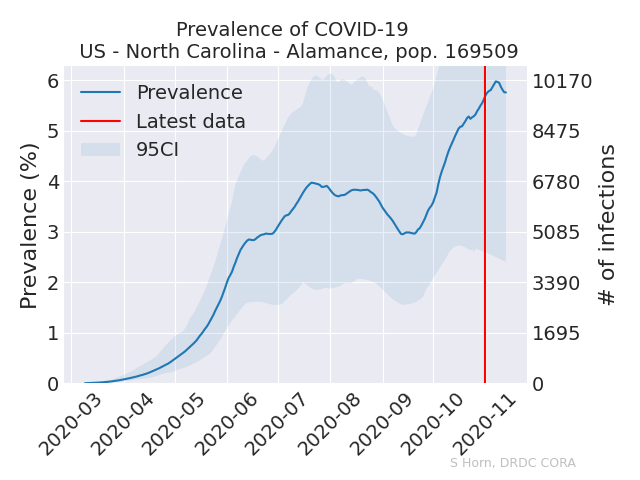 Prevalence of COVID-19
US - North Carolina - Alamance, pop. 169509
Prevalence (%)
6
5
4
3
2
1
0
Prevalence
Latest data
95CI
10170
8475
6780
5085
3390
1695
0
# of infections
2020-03
2020-04
2020-05
2020-06
2020-07
2020-08
2020-09
2020-10
2020-11
S Horn, DRDC CORA